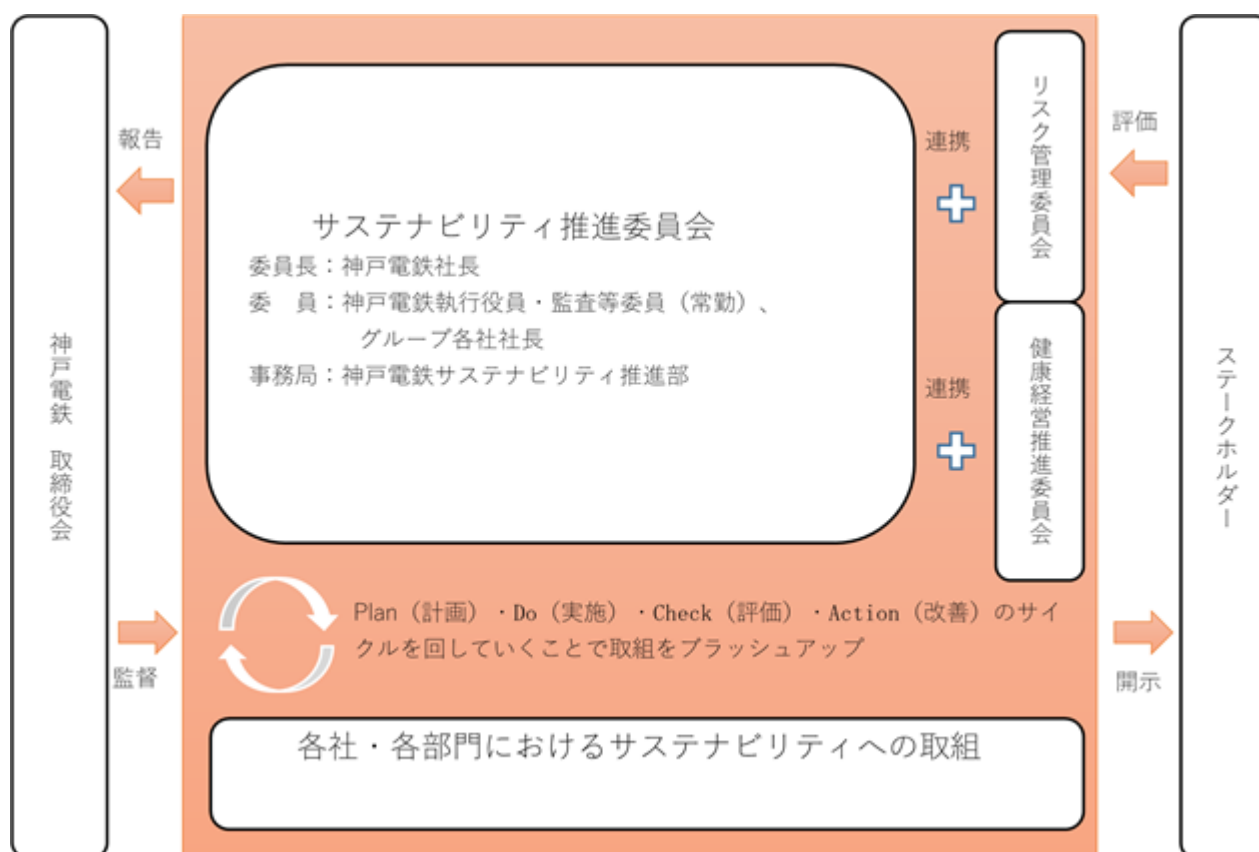 神戸電鉄　取締役会
報告
監督
サステナビリティ推進委員会
委員長：神戸電鉄社長
委　員：神戸電鉄執行役員・監査等委員（常勤）、
グループ各社社長
事務局：神戸電鉄サステナビリティ推進部
連携
リスク管理委員会
連携
健康経営推進委員会
Plan（計画）・Do（実施）・Check（評価）・Action（改善）のサイ
クルを回していくことで取組をブラッシュアップ
各社・各部門におけるサステナビリティへの取組
評価
開示
ステークホルダー